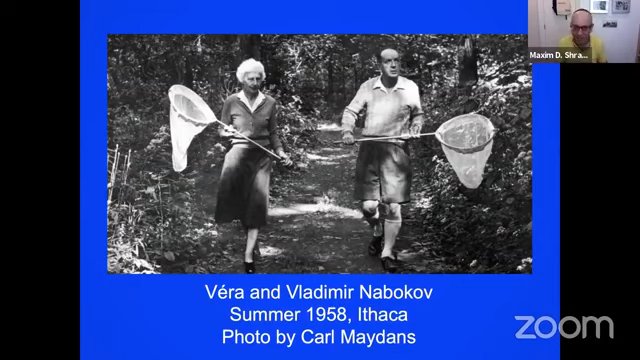 Maxim D. Shra...
Véra and Vladimir Nabokov
Summer 1958, Ithaca
Photo by Carl Maydans
zoom